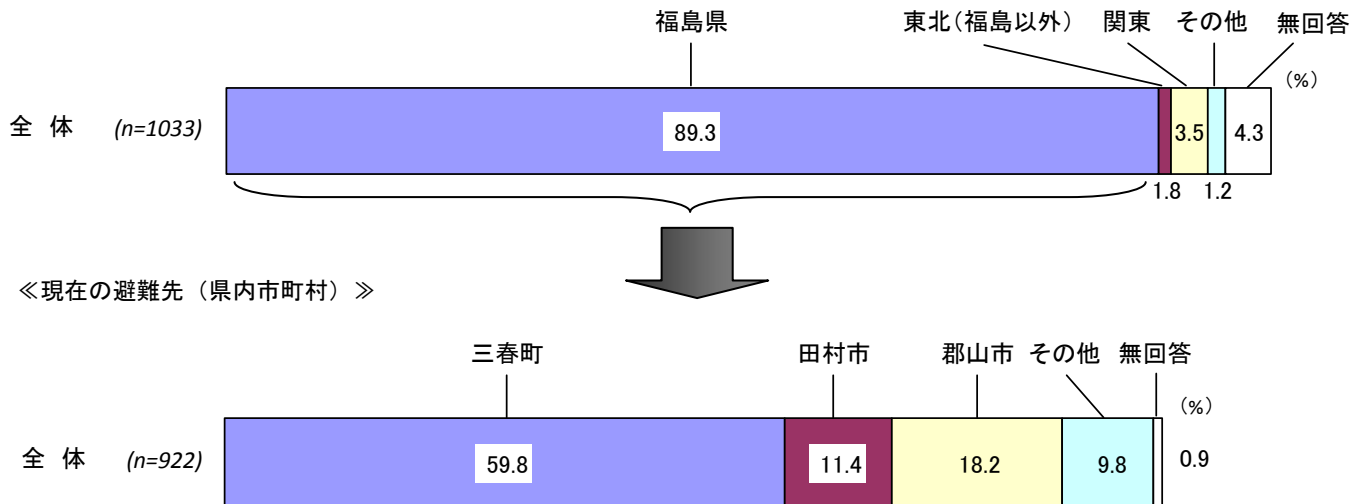 福島県 東北(福島以外) 関東 その他 無回答
(%)
全 体 (n=1033) 89.3 3.5 4.3
1.8 1.2
≪現在の避難先（県内市町村）≫
三春町 田村市 郡山市 その他 無回答
(%)
全 体 (n=922) 59.8 11.4 18.2 9.8 0.9